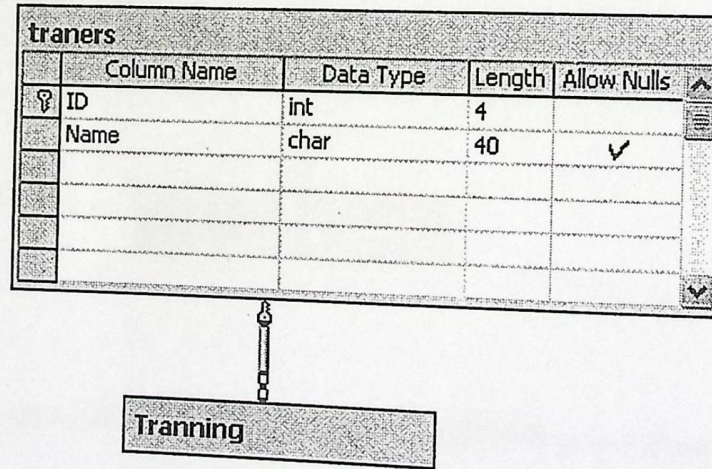 traners
Column Name Data Type Length Allow Nulls
ID int 4
Name char 40
Tranning